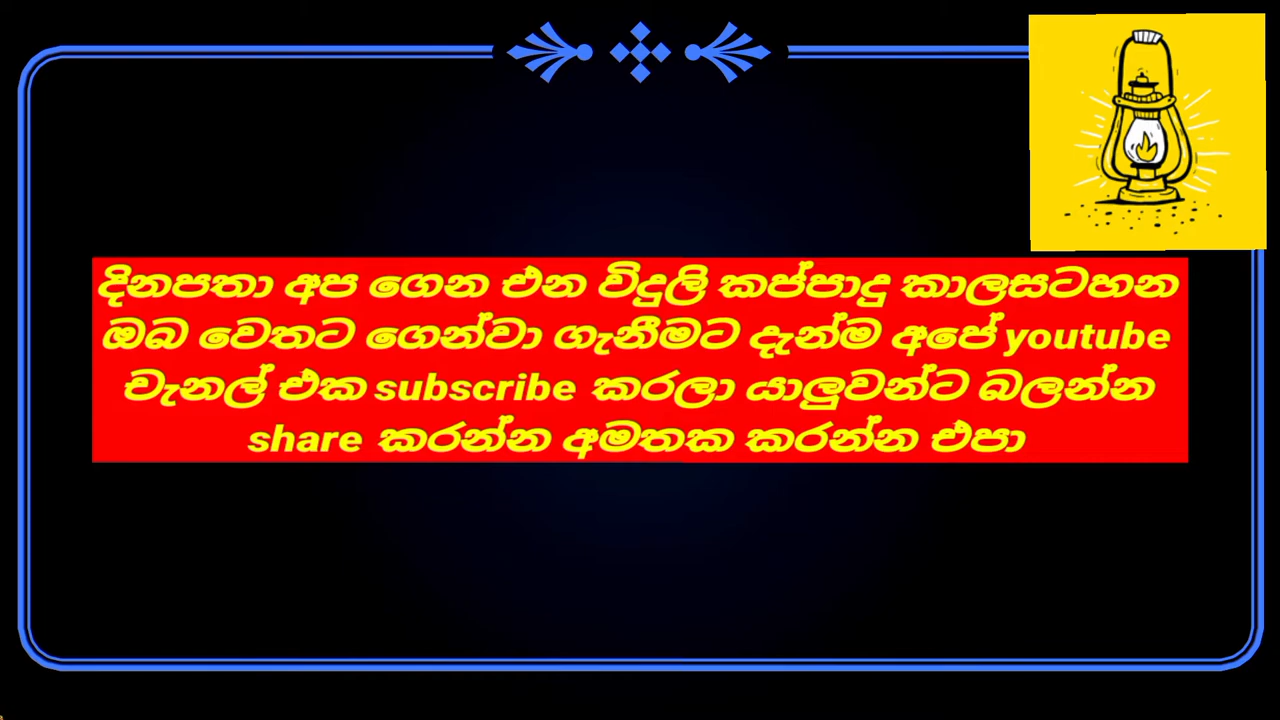 දිනපතා අප ගෙන එන විදුලි කප්පාදු කාලසටහන
ඔබ වෙතට ගෙන්වා ගැනීමට දැන්ම අපේ youtube
චැනල් එක subscribe කරලා යාලුවන්ට බලන්න
share කරන්න අමතක කරන්න එපා